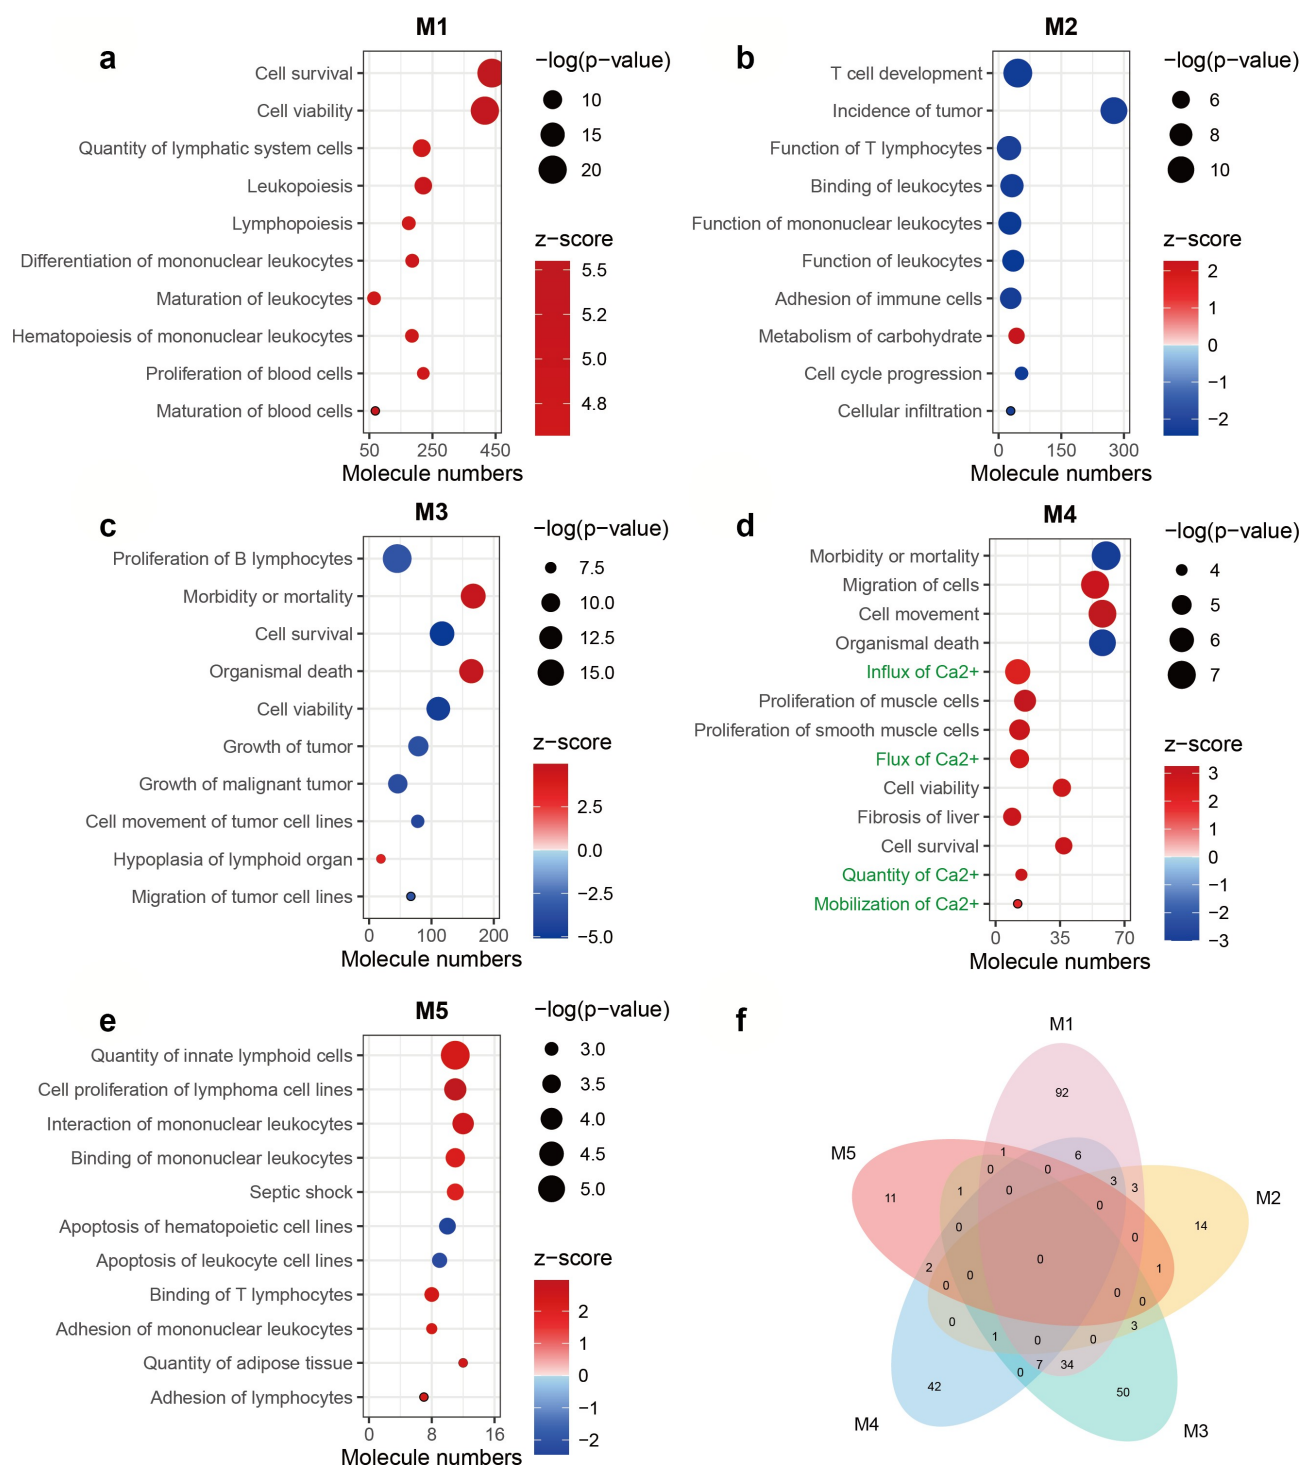 M1
a
Cell survival
Cell viability
Quantity of lymphatic system cells
Leukopoiesis
Lymphopoiesis
Differentiation of mononuclear leukocytes
Maturation of leukocytes
Hematopoiesis of mononuclear leukocytes
Proliferation of blood cells
Maturation of blood cells
50 250 450
Molecule numbers
−log(p−value)
10
15
20
z−score
5.5
5.2
5.0
4.8
M2
b
T cell development
Incidence of tumor
Function of T lymphocytes
Binding of leukocytes
Function of mononuclear leukocytes
Function of leukocytes
Adhesion of immune cells
Metabolism of carbohydrate
Cell cycle progression
Cellular infiltration
0 150 300
Molecule numbers
−log(p−value)
6
8
10
z−score
2
1
0
−1
−2
M3
c
Proliferation of B lymphocytes
Morbidity or mortality
Cell survival
Organismal death
Cell viability
Growth of tumor
Growth of malignant tumor
Cell movement of tumor cell lines
Hypoplasia of lymphoid organ
Migration of tumor cell lines
0 100 200
Molecule numbers
−log(p−value)
7.5
10.0
12.5
15.0
z−score
2.5
0.0
−2.5
−5.0
M4
d
Morbidity or mortality
Migration of cells
Cell movement
Organismal death
Influx of Ca2+
Proliferation of muscle cells
Proliferation of smooth muscle cells
Flux of Ca2+
Cell viability
Fibrosis of liver
Cell survival
Quantity of Ca2+
Mobilization of Ca2+
0 35 70
Molecule numbers
−log(p−value)
4
5
6
7
z−score
3
2
1
0
−1
−2
−3
M5
e
Quantity of innate lymphoid cells
Cell proliferation of lymphoma cell lines
Interaction of mononuclear leukocytes
Binding of mononuclear leukocytes
Septic shock
Apoptosis of hematopoietic cell lines
Apoptosis of leukocyte cell lines
Binding of T lymphocytes
Adhesion of mononuclear leukocytes
Quantity of adipose tissue
Adhesion of lymphocytes
0 8 16
Molecule numbers
−log(p−value)
3.0
3.5
4.0
4.5
5.0
z−score
2
1
0
−1
−2
f
M1
92
M5
1 6
0 0
3 3
1 0
11
0
M2
14
0
0
0
2
1
0
0
0
0
0
0
3
1 0 0
7 34
0
42
50
M4
M3